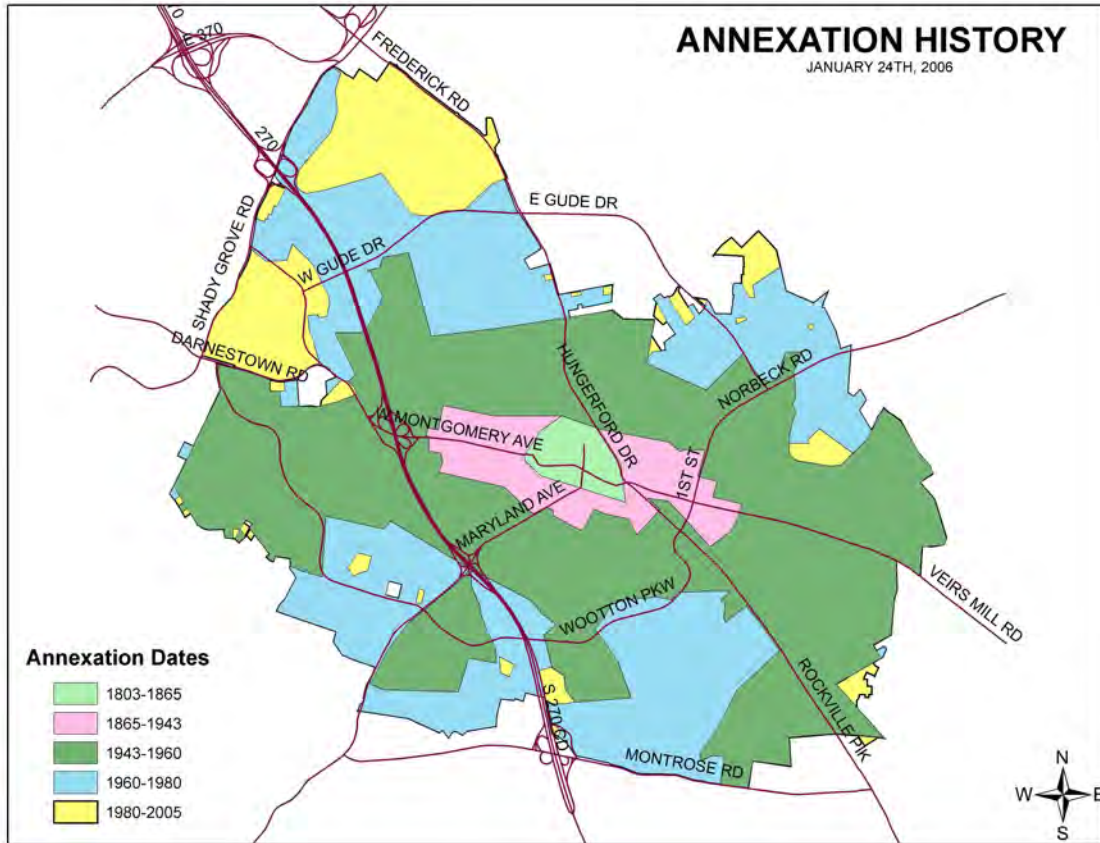 ANNEXATION HISTORY
JANUARY 24TH, 2006
E 370
FREDERICK RD
270
E GUDE DR
SHADY GROVE RD
W GUDE DR
DARNESTOWN RD
HUNGERFORD DR
NORBECK RD
W MONTGOMERY AVE
1ST ST
MARYLAND AVE
WOOTTON PKW
VEIRS MILL RD
ROCKVILLE PIK
S 270 CD
MONTROSE RD
Annexation Dates
1803-1865
1865-1943
1943-1960
1960-1980
1980-2005
N
W E
S